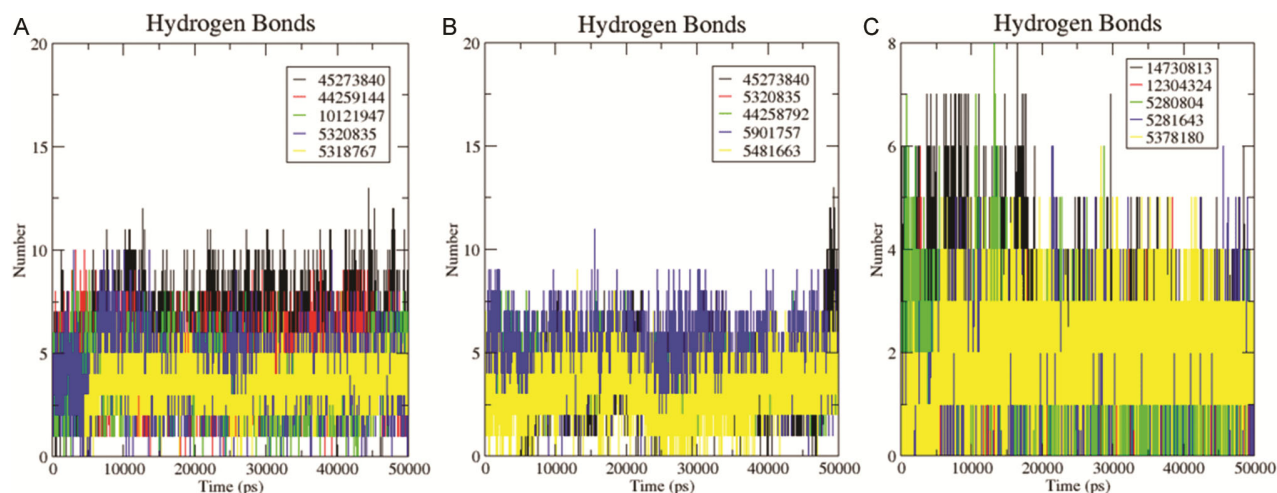 A
Hydrogen Bonds
20
15
10
5
0
Number
45273840
44259144
10121947
5320835
5318767
0 10000 20000 30000 40000 50000
Time (ps)
B
Hydrogen Bonds
20
15
10
5
0
Number
45273840
5320835
44258792
5901757
5481663
0 10000 20000 30000 40000 50000
Time (ps)
C
Hydrogen Bonds
8
6
4
2
0
Number
14730813
12304324
5280804
5281643
5378180
0 10000 20000 30000 40000 50000
Time (ps)